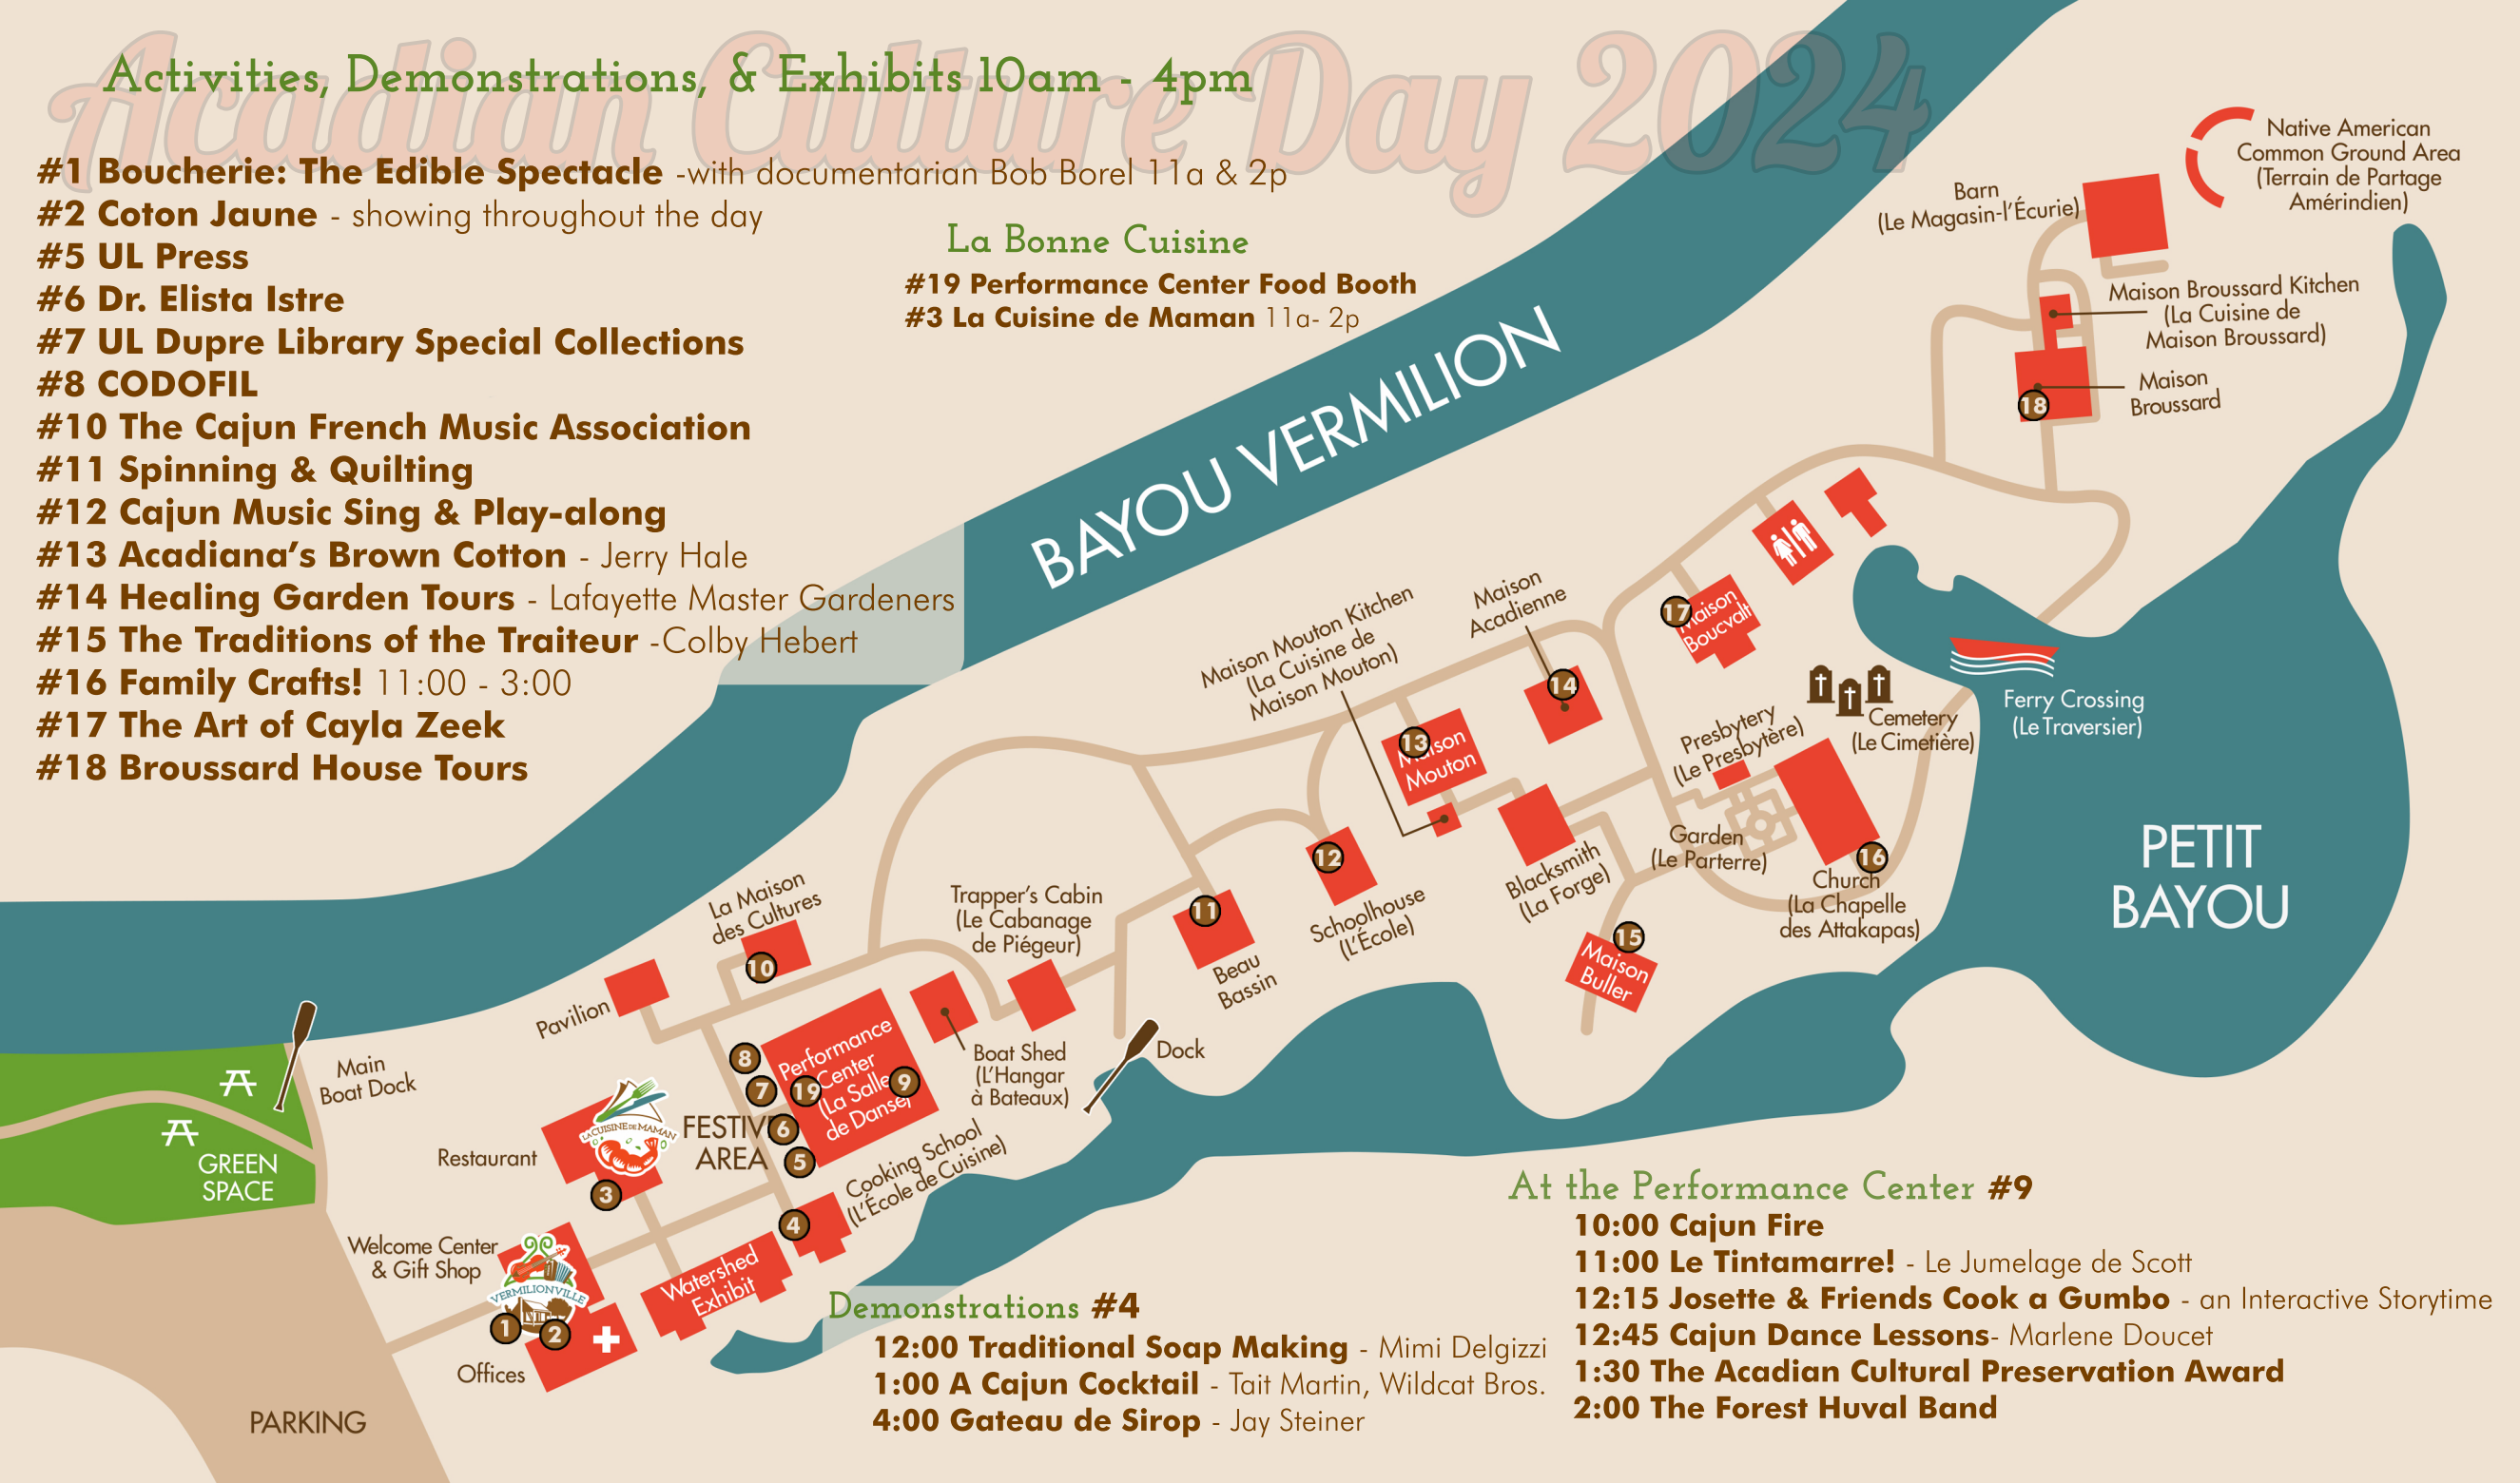 Acadian Culture Day 2024
Activities, Demonstrations, & Exhibits 10am - 4pm
#1 Boucherie: The Edible Spectacle -with documentarian Bob Borel 11a & 2p
#2 Coton Jaune - showing throughout the day
#5 UL Press
#6 Dr. Elista Istre
#7 UL Dupre Library Special Collections
#8 CODOFIL
#10 The Cajun French Music Association
#11 Spinning & Quilting
#12 Cajun Music Sing & Play-along
#13 Acadiana's Brown Cotton - Jerry Hale
#14 Healing Garden Tours - Lafayette Master Gardeners
#15 The Traditions of the Traiteur -Colby Hebert
#16 Family Crafts! 11:00 - 3:00
#17 The Art of Cayla Zeek
#18 Broussard House Tours
La Bonne Cuisine
#19 Performance Center Food Booth
#3 La Cuisine de Maman 11a- 2p
BAYOU VERMILION
Native American
Common Ground Area
(Terrain de Partage
Amérindien)
Barn
(Le Magasin-l'Écurie)
Maison Broussard Kitchen
(La Cuisine de
Maison Broussard)
Maison
Broussard
18
17
Maison
Boucvalt
Maison
Acadienne
14
Maison Mouton Kitchen
(La Cuisine de
Maison Mouton)
13
Maison
Mouton
Ferry Crossing
(Le Traversier)
Cemetery
(Le Cimetière)
Presbytery
(Le Presbytère)
Garden
(Le Parterre)
16
Church
(La Chapelle
des Attakapas)
PETIT
BAYOU
Blacksmith
(La Forge)
12
Schoolhouse
(L'École)
15
Maison
Buller
11
Beau
Bassin
Trapper's Cabin
(Le Cabanage
de Piégeur)
La Maison
des Cultures
10
Pavilion
Boat Shed
(L'Hangar
à Bateaux)
Dock
Performance
Center
(La Salle
de Danse)
8
7
19
9
6
5
FESTIV
AREA
Main
Boat Dock
GREEN
SPACE
Restaurant
LA CUISINE DE MAMAN
3
Cooking School
(L'École de Cuisine)
4
Watershed
Exhibit
Welcome Center
& Gift Shop
VERMILIONVILLE
1
2
Offices
PARKING
Demonstrations #4
12:00 Traditional Soap Making - Mimi Delgizzi
1:00 A Cajun Cocktail - Tait Martin, Wildcat Bros.
4:00 Gateau de Sirop - Jay Steiner
At the Performance Center #9
10:00 Cajun Fire
11:00 Le Tintamarre! - Le Jumelage de Scott
12:15 Josette & Friends Cook a Gumbo - an Interactive Storytime
12:45 Cajun Dance Lessons- Marlene Doucet
1:30 The Acadian Cultural Preservation Award
2:00 The Forest Huval Band